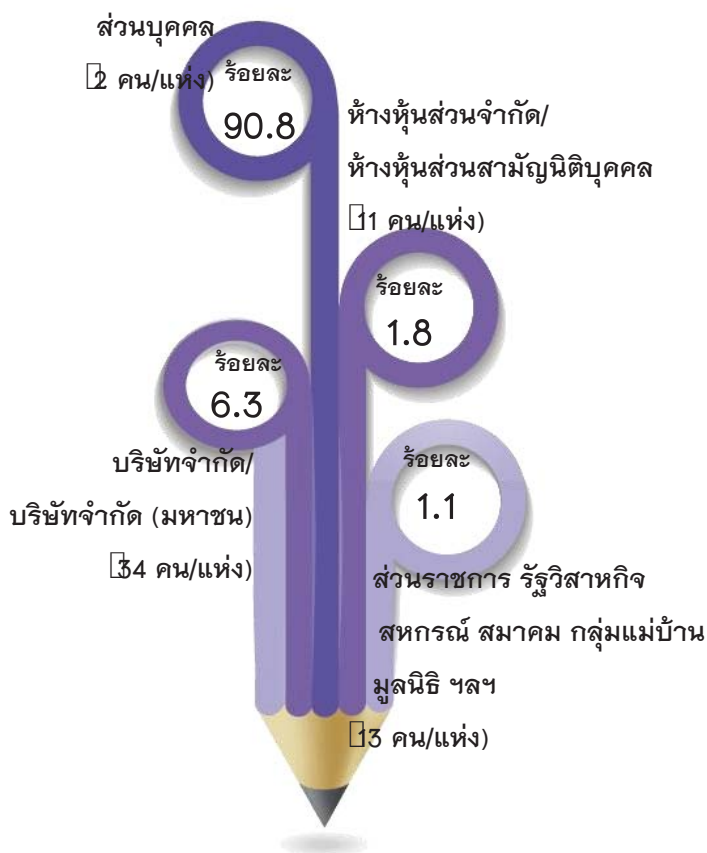 ส่วนบุคคล
2 คน/แห่ง)
ร้อยละ
90.8
ห้างหุ้นส่วนจำกัด/
ห้างหุ้นส่วนสามัญนิติบุคคล
11 คน/แห่ง)
ร้อยละ
1.8
ร้อยละ
6.3
บริษัทจำกัด/
บริษัทจำกัด (มหาชน)
34 คน/แห่ง)
ร้อยละ
1.1
ส่วนราชการ รัฐวิสาหกิจ
สหกรณ์ สมาคม กลุ่มแม่บ้าน
มูลนิธิ ฯลฯ
13 คน/แห่ง)